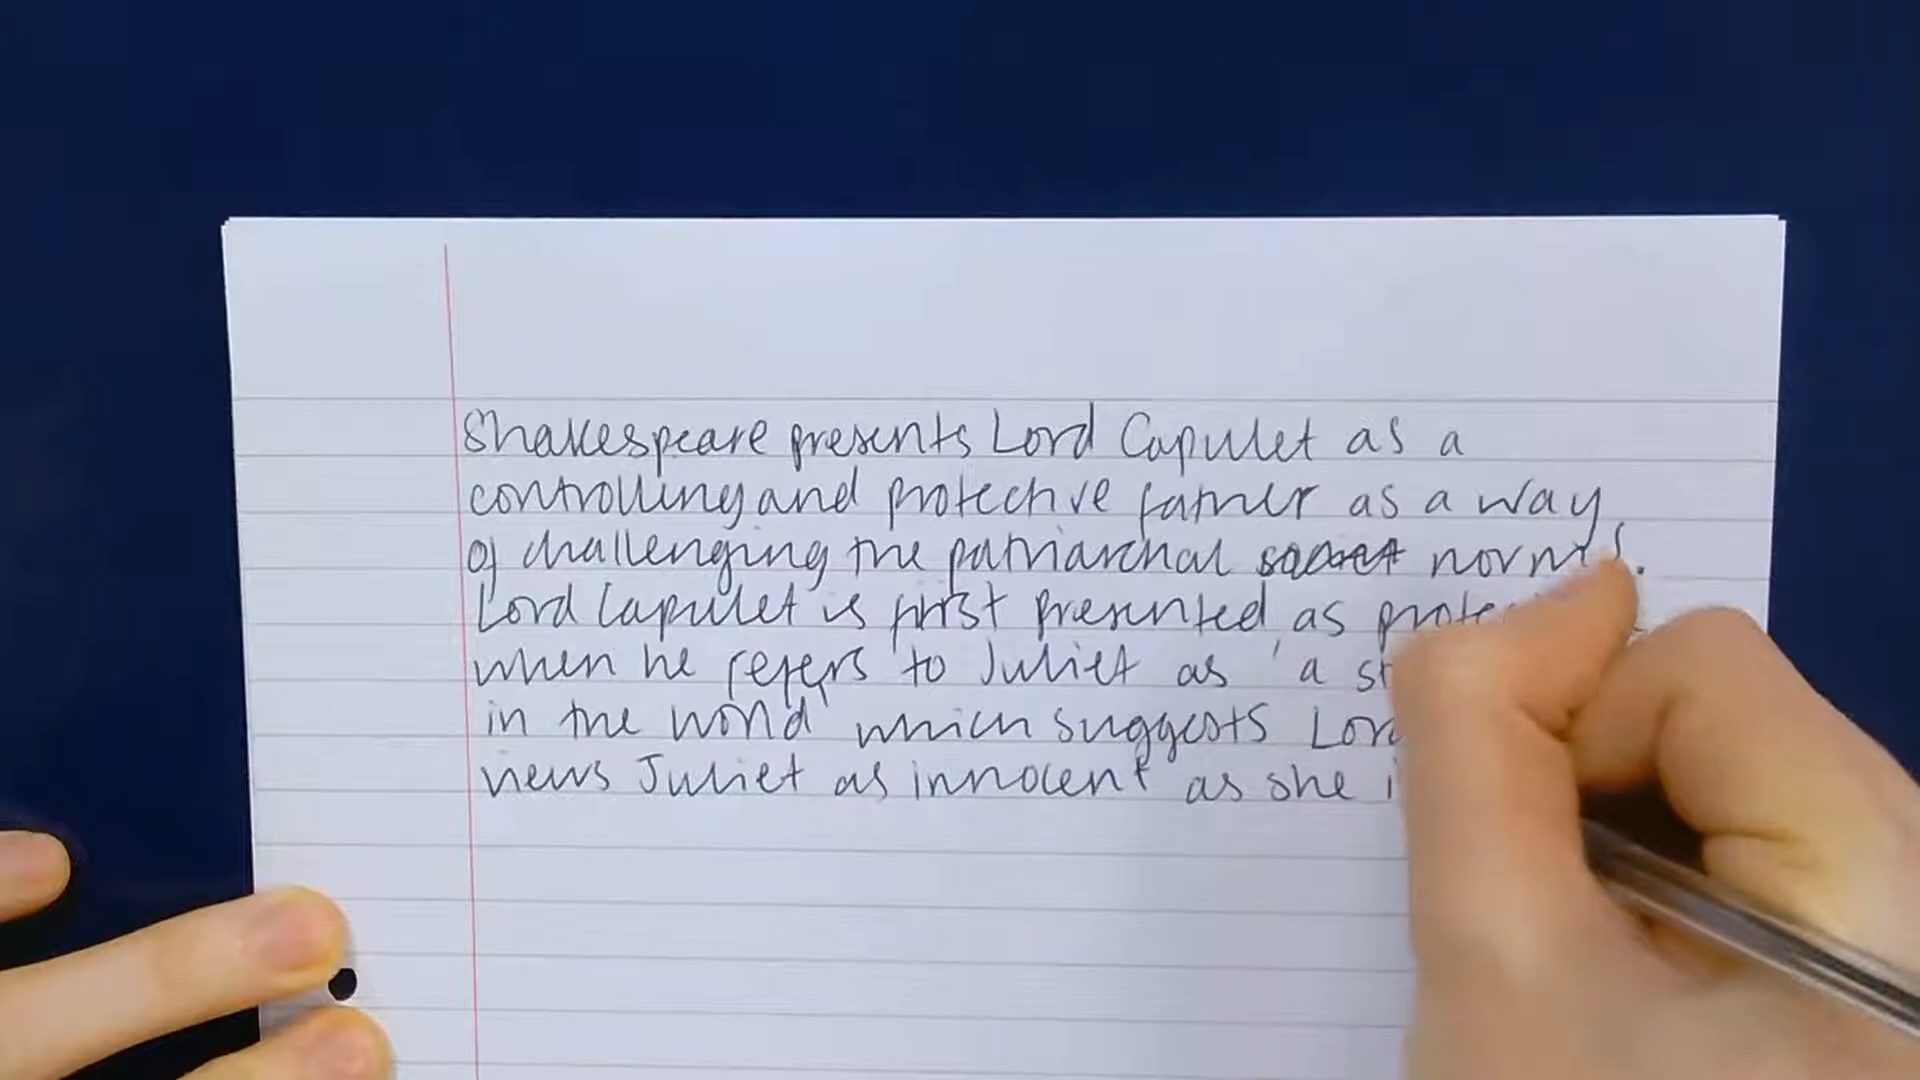 Shakespeare presents Lord Capulet as a
controlling and protective father as a way
of challenging the patriarchal norms.
Lord Capulet is first presented as
when he refers to Juliet as 'a
in the world' which suggests
views Juliet as innocent as she